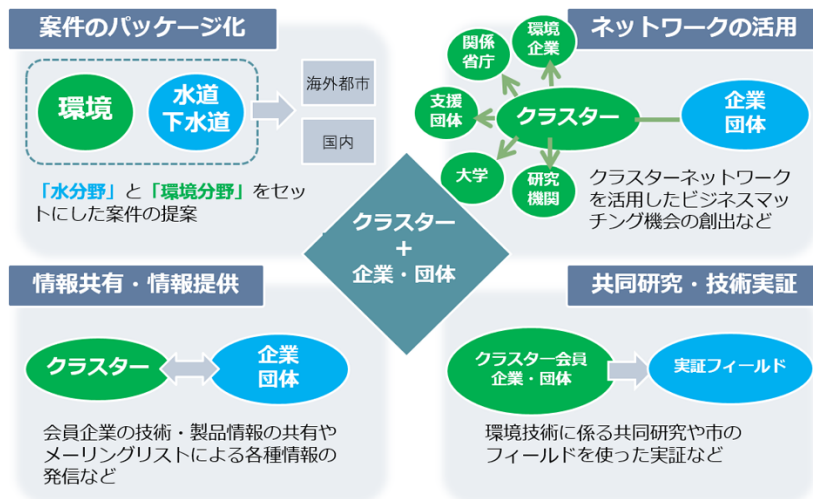 案件のパッケージ化
環境
水道
下水道
海外都市
国内
「水分野」と「環境分野」をセッ
トにした案件の提案
ネットワークの活用
環境
企業
関係
省庁
支援
団体
クラスター
企業
団体
大学
研究
機関
クラスターネットワーク
を活用したビジネスマッ
チング機会の創出など
クラスター
+
企業・団体
情報共有・情報提供
クラスター
企業
団体
会員企業の技術・製品情報の共有や
メーリングリストによる各種情報の
発信など
共同研究・技術実証
クラスター会員
企業・団体
実証フィールド
環境技術に係る共同研究や市の
フィールドを使った実証など